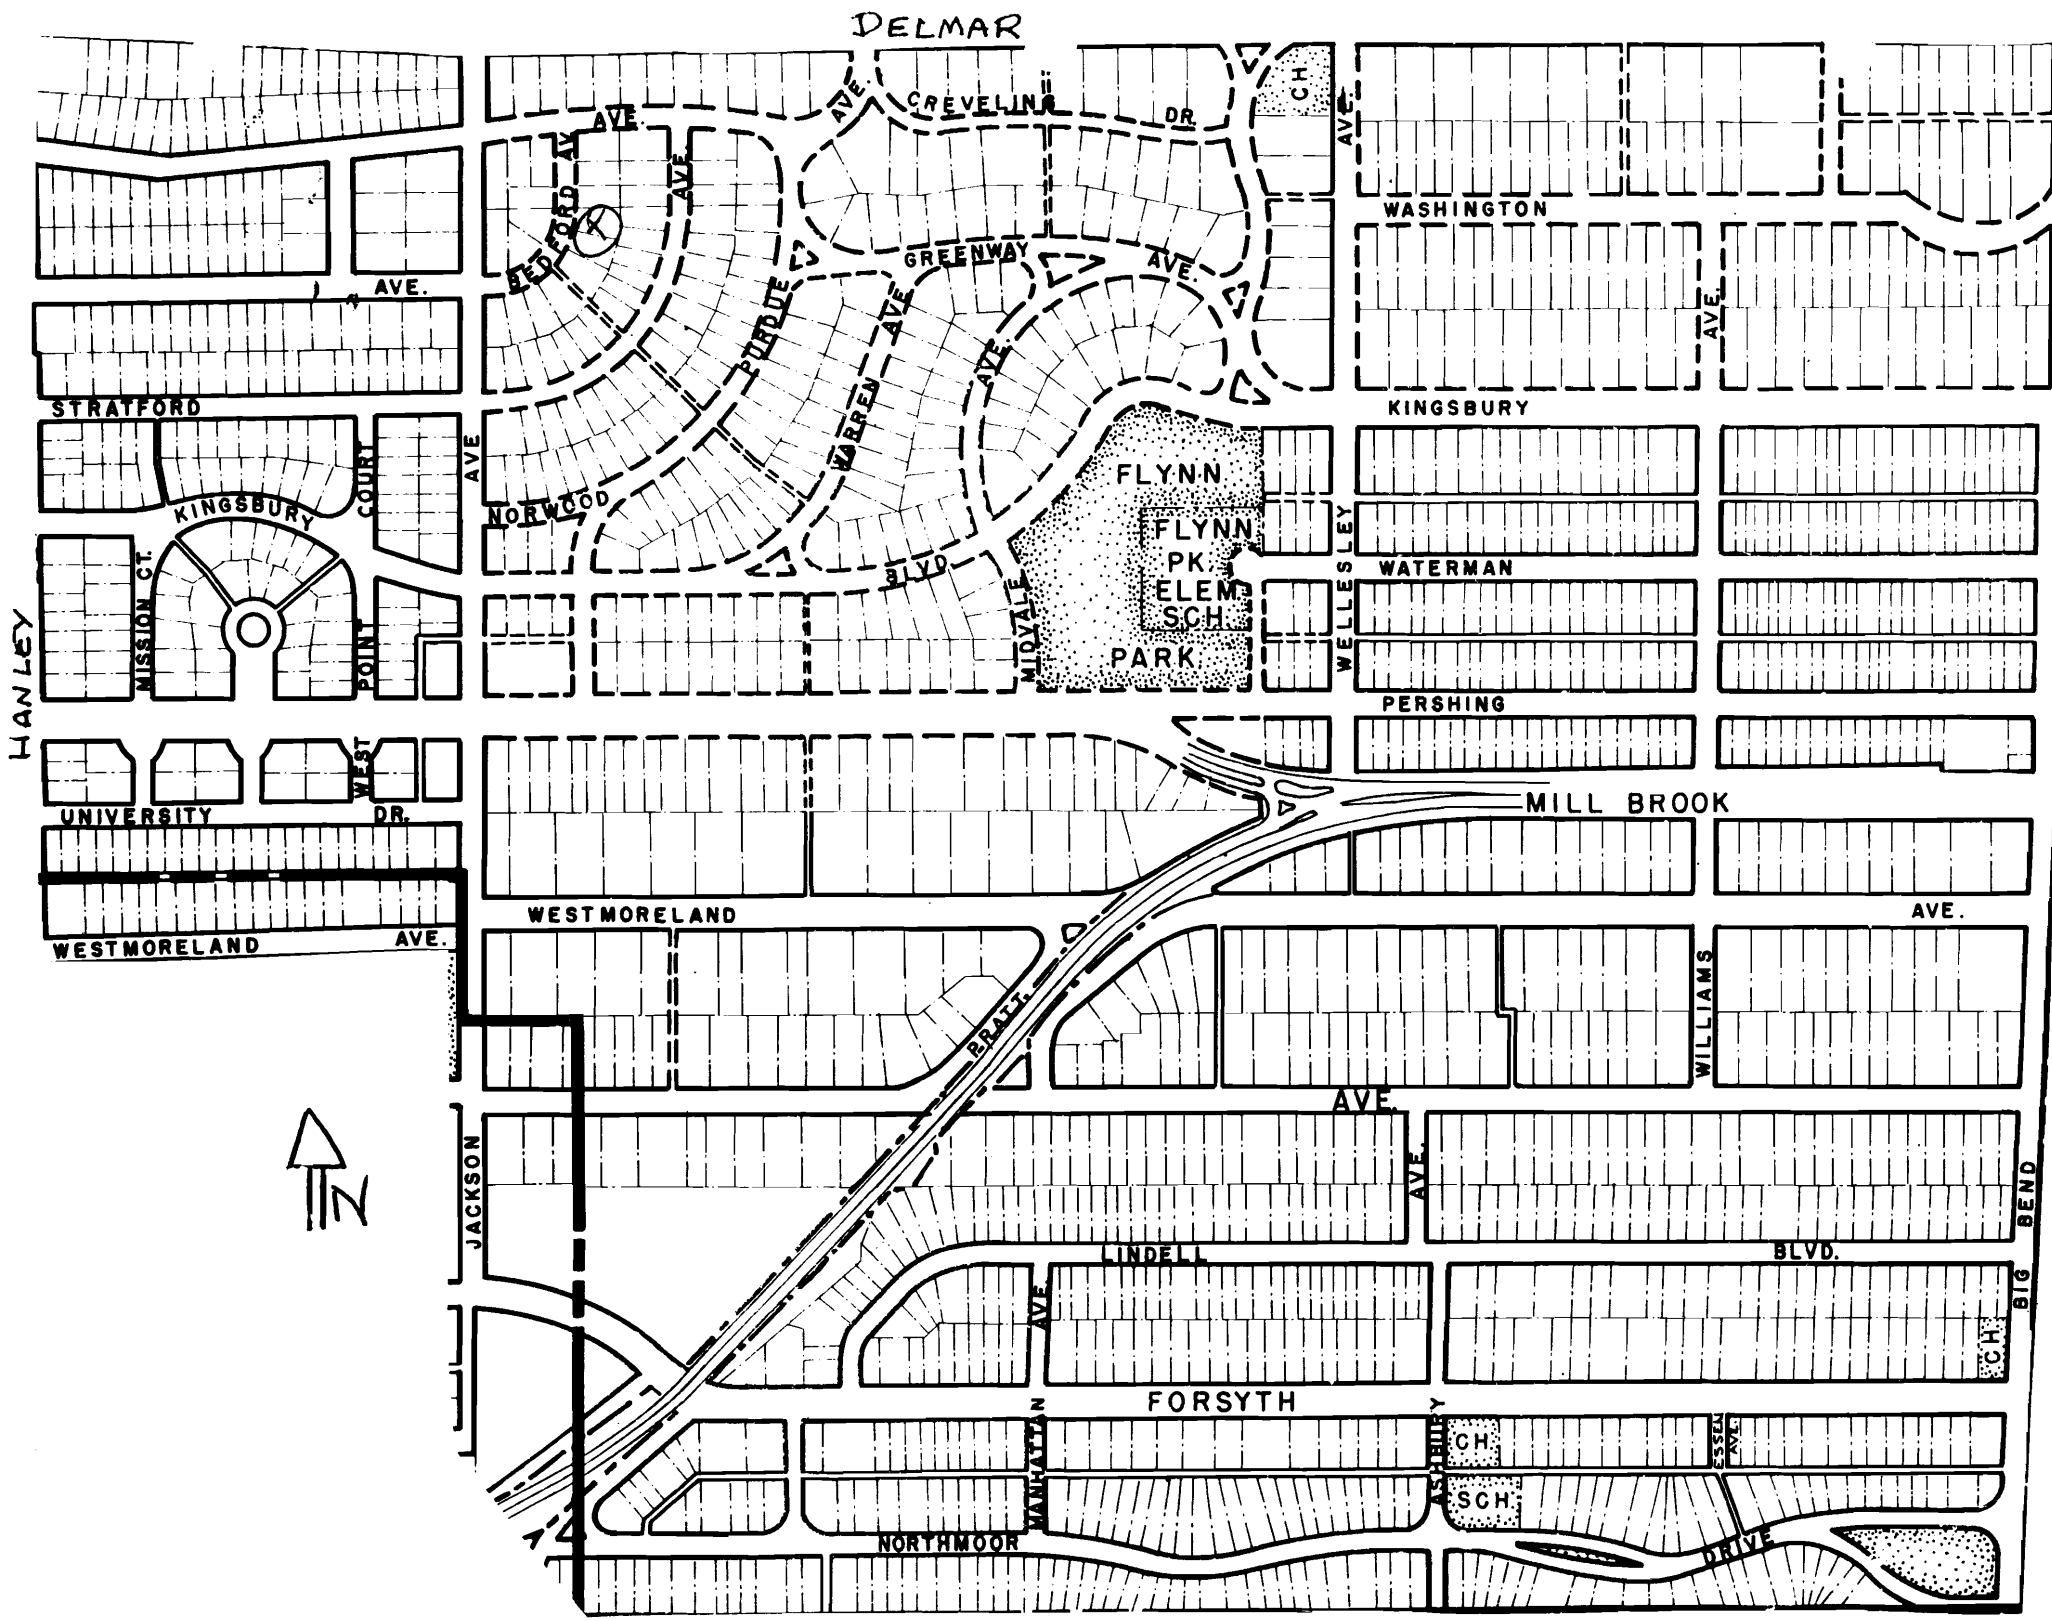 DELMAR
CREVELING
DR.
AVE.
CH
AVE.
AVE.
BEDFORD AV
AVE.
WASHINGTON
GREENWAY
AVE.
AVE.
PURDUE
AVE.
AVE.
AVE.
STRATFORD
KINGSBURY
COURT
AVE
WARREN
FLYNN
KINGSBURY
NORWOOD
FLYNN
PK.
ELEM.
SCH.
PARK
WELLESLEY
WATERMAN
BLVD.
MISSION CT.
HANLEY
WEST POINT
MIDVALE
PERSHING
UNIVERSITY
DR.
MILL BROOK
WESTMORELAND
AVE.
WESTMORELAND
AVE.
WILLIAMS
PRATT
AVE.
N
JACKSON
AVE.
BIG BEND
LINDELL
BLVD.
AVE.
CH
FORSYTH
MANHATTAN
ASHBURY
CH
ESSEX
AVE.
SCH
NORTHMOOR
DRIVE